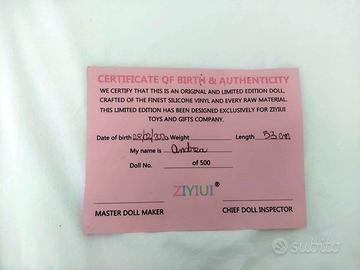 CERTIFICATE OF BIRTH & AUTHENTICITY
WE CERTIFY THAT THIS IS AN ORIGINAL AND LIMITED EDITION DOLL,
CRAFTED OF THE FINEST SILICONE VINYL AND EVERY RAW MATERIAL.
THIS LIMITED EDITION HAS BEEN DESIGNED EXCLUSIVELY FOR ZIYIUI
TOYS AND GIFTS COMPANY.
Date of birth Weight Length 53 cm
My name is Andrea
Doll No. of 500
ZIYIUI®
MASTER DOLL MAKER CHIEF DOLL INSPECTOR
subito